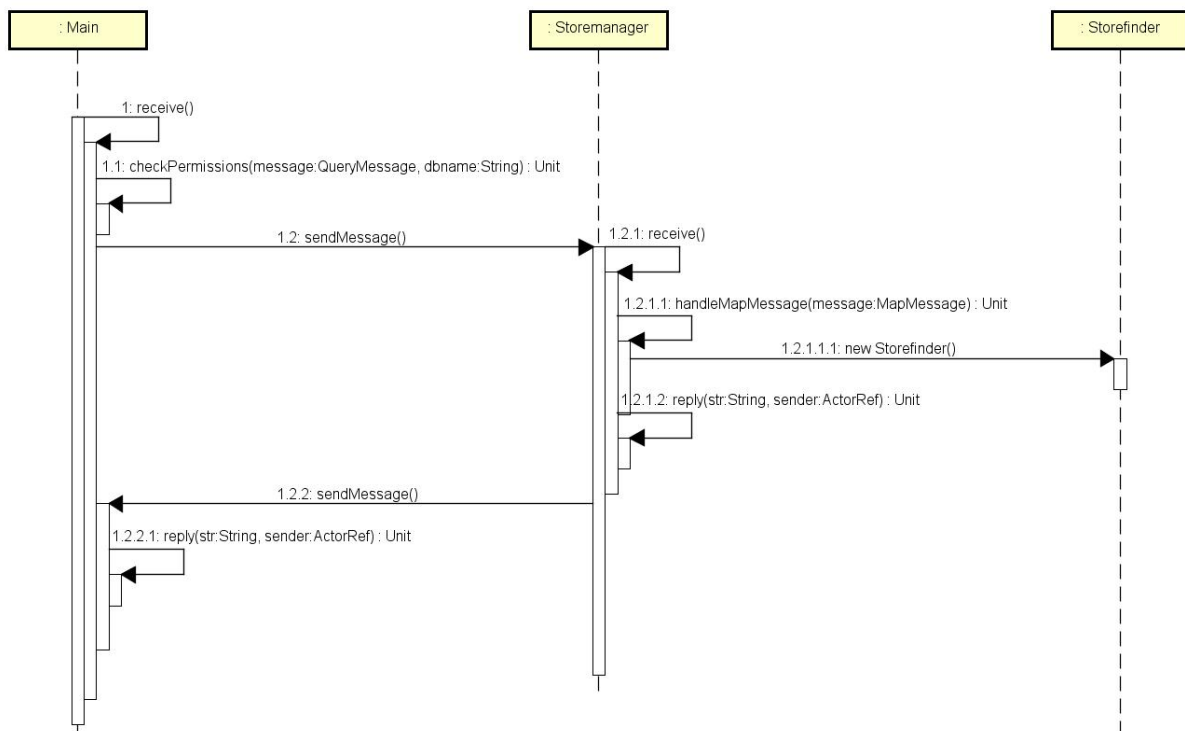 : Main
: Storemanager
: Storefinder
1: receive()
1.1: checkPermissions(message:QueryMessage, dbname:String) : Unit
1.2: sendMessage()
1.2.1: receive()
1.2.1.1: handleMapMessage(message:MapMessage) : Unit
1.2.1.1.1: new Storefinder()
1.2.1.2: reply(str:String, sender:ActorRef) : Unit
1.2.2: sendMessage()
1.2.2.1: reply(str:String, sender:ActorRef) : Unit